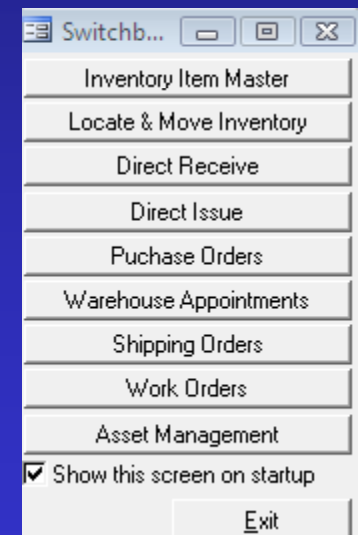 Switchb...
Inventory Item Master
Locate & Move Inventory
Direct Receive
Direct Issue
Puchase Orders
Warehouse Appointments
Shipping Orders
Work Orders
Asset Management
Show this screen on startup
Exit